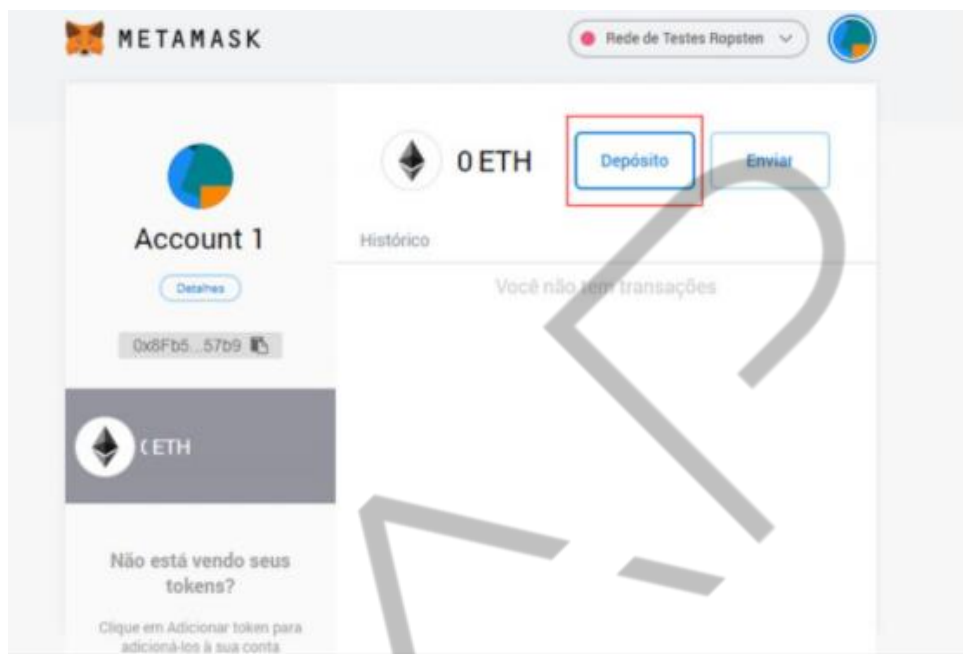 METAMASK
Rede de Testes Ropsten
Account 1
Detalhes
0x8Fb5...57b9
ETH
Não está vendo seus
tokens?
Clique em Adicionar token para
adicioná-los à sua conta
0 ETH
Depósito
Enviar
Histórico
Você não tem transações